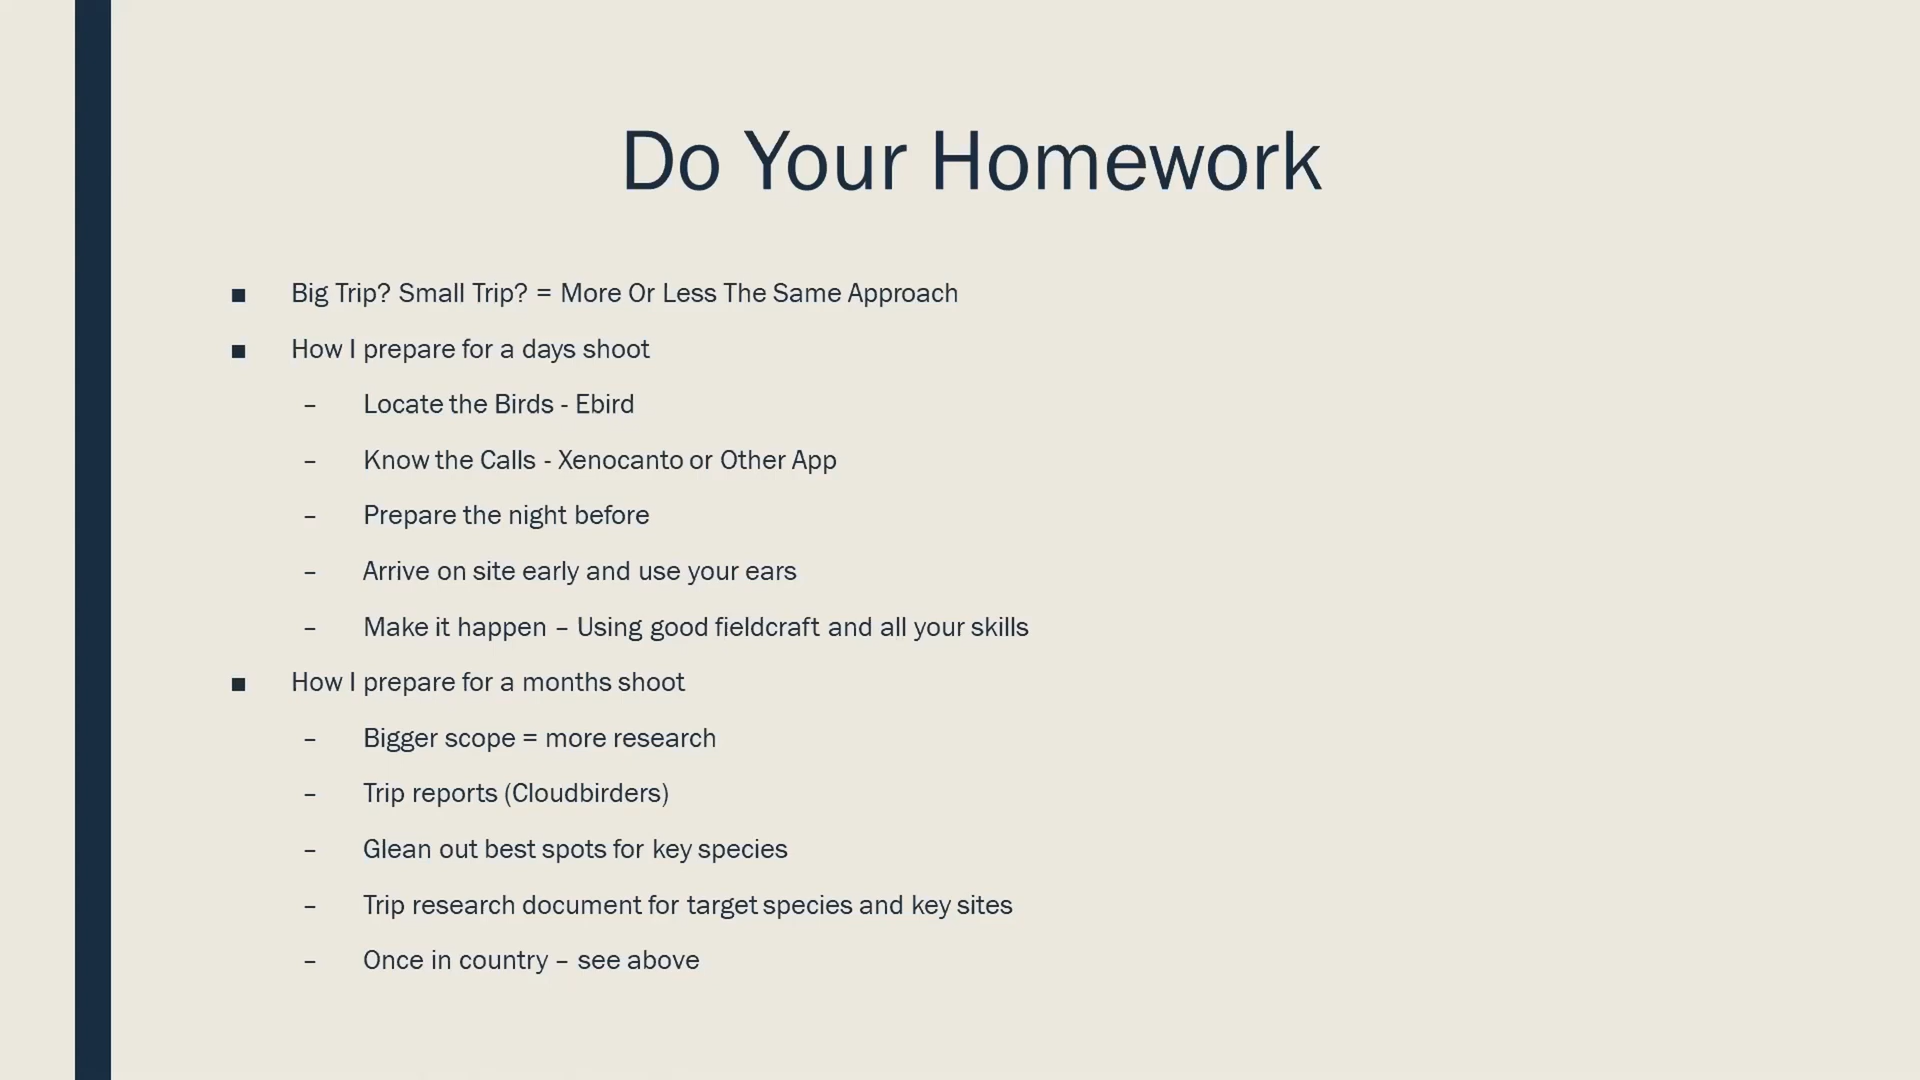 Do Your Homework
■ Big Trip? Small Trip? = More Or Less The Same Approach
■ How I prepare for a days shoot
– Locate the Birds - Ebird
– Know the Calls - Xenocanto or Other App
– Prepare the night before
– Arrive on site early and use your ears
– Make it happen – Using good fieldcraft and all your skills
■ How I prepare for a months shoot
– Bigger scope = more research
– Trip reports (Cloudbirders)
– Glean out best spots for key species
– Trip research document for target species and key sites
– Once in country – see above